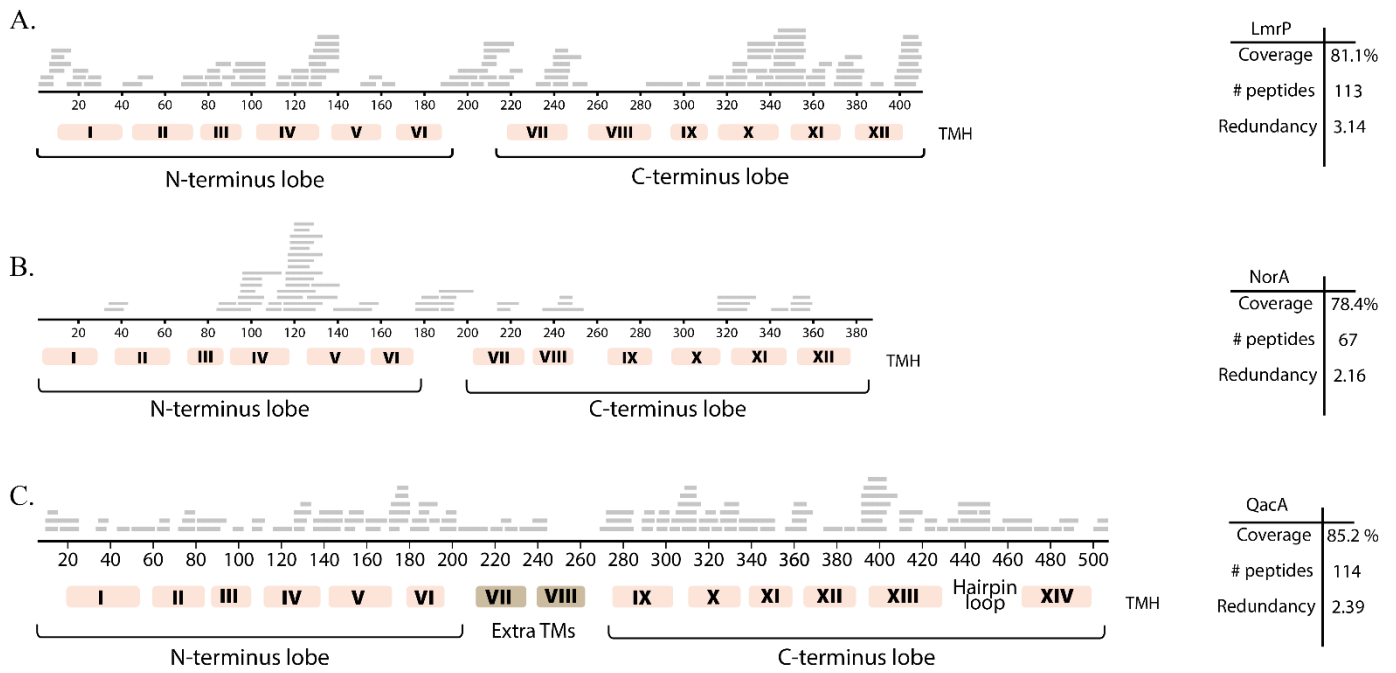 A.
20 40 60 80 100 120 140 160 180 200 220 240 260 280 300 320 340 360 380 400
I II III IV V VI VII VIII IX X XI XII TMH
N-terminus lobe C-terminus lobe
LmrP
Coverage 81.1%
# peptides 113
Redundancy 3.14
B.
20 40 60 80 100 120 140 160 180 200 220 240 260 280 300 320 340 360 380
I II III IV V VI VII VIII IX X XI XII TMH
N-terminus lobe C-terminus lobe
NorA
Coverage 78.4%
# peptides 67
Redundancy 2.16
C.
20 40 60 80 100 120 140 160 180 200 220 240 260 280 300 320 340 360 380 400 420 440 460 480 500
I II III IV V VI VII VIII IX X XI XII XIII Hairpin
loop XIV TMH
Extra TMs
N-terminus lobe C-terminus lobe
QacA
Coverage 85.2 %
# peptides 114
Redundancy 2.39